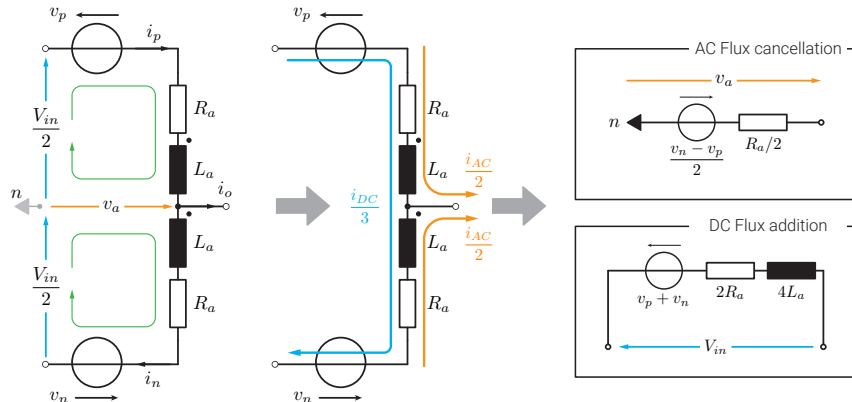 v_p
i_p
V_in/2
R_a
L_a
n
v_a
i_o
V_in/2
L_a
R_a
v_n
i_n
v_p
R_a
L_a
i_AC/2
i_DC/3
i_AC/2
L_a
R_a
v_n
AC Flux cancellation
v_a
n
v_n − v_p/2
R_a/2
DC Flux addition
v_p + v_n
2R_a
4L_a
V_in